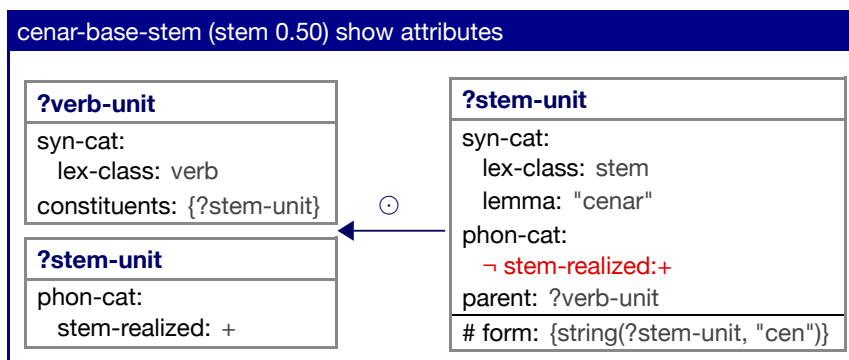 cenar-base-stem (stem 0.50) show attributes
?verb-unit
syn-cat:
lex-class: verb
constituents: {?stem-unit}
?stem-unit
phon-cat:
stem-realized: +
⊙
?stem-unit
syn-cat:
lex-class: stem
lemma: "cenar"
phon-cat:
¬ stem-realized:+
parent: ?verb-unit
# form: {string(?stem-unit, "cen")}